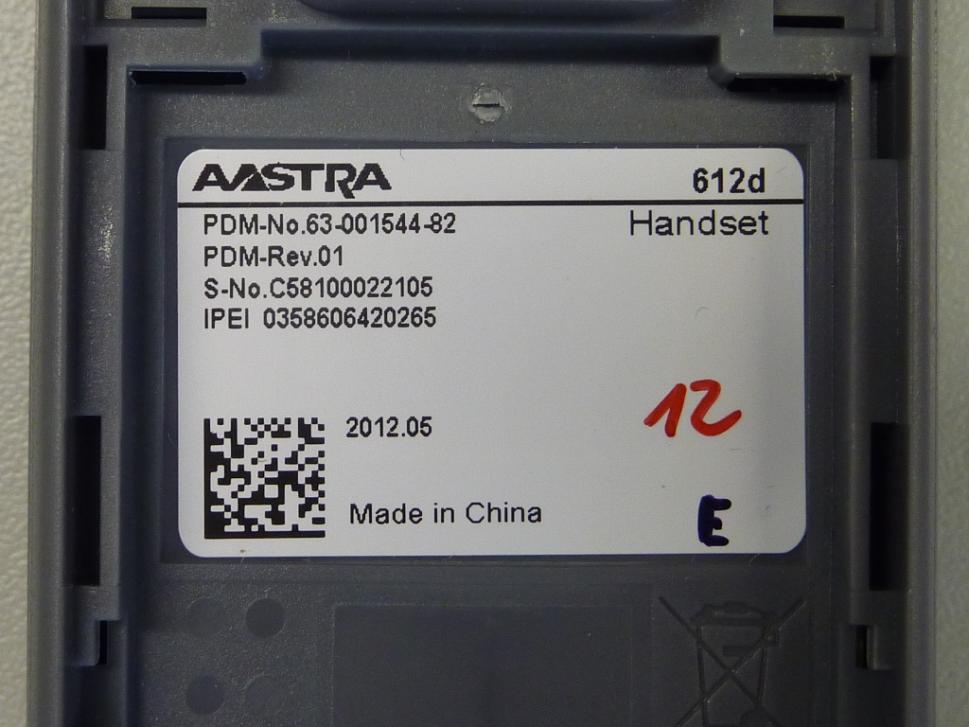 AASTRA 612d
PDM-No.63-001544-82 Handset
PDM-Rev.01
S-No.C58100022105
IPEI 0358606420265
12
2012.05
Made in China
E